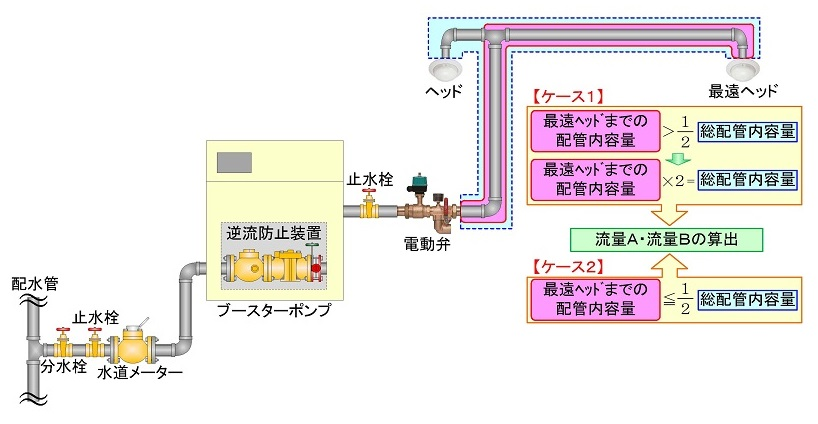 ヘッド
最遠ヘッド
【ケース1】
最遠ヘッドまでの
配管内容量
>
1
2
総配管内容量
最遠ヘッドまでの
配管内容量
×2=
総配管内容量
流量A・流量Bの算出
【ケース2】
最遠ヘッドまでの
配管内容量
≦
1
2
総配管内容量
止水栓
電動弁
逆流防止装置
ブースターポンプ
配水管
止水栓
分水栓
水道メーター